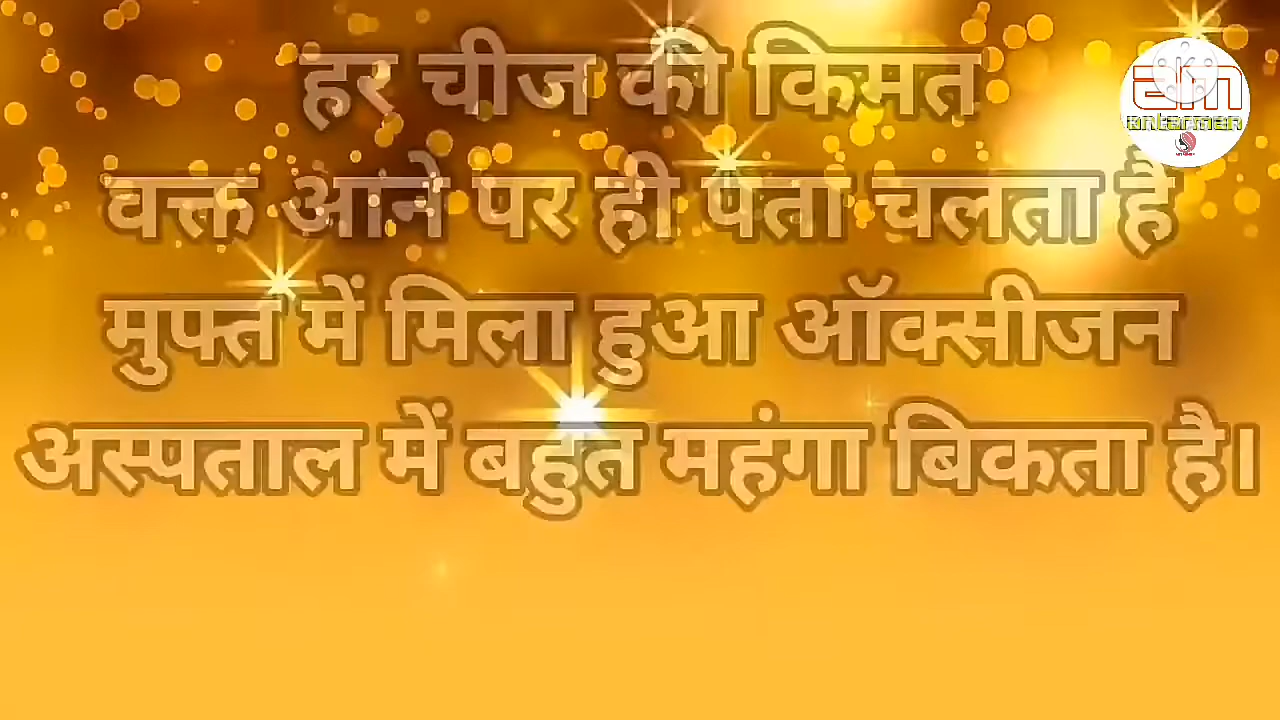 हर चीज की किमत
वक्त आने पर ही पता चलता है
मुफ्त में मिला हुआ ऑक्सीजन
अस्पताल में बहुत महंगा बिकता है।